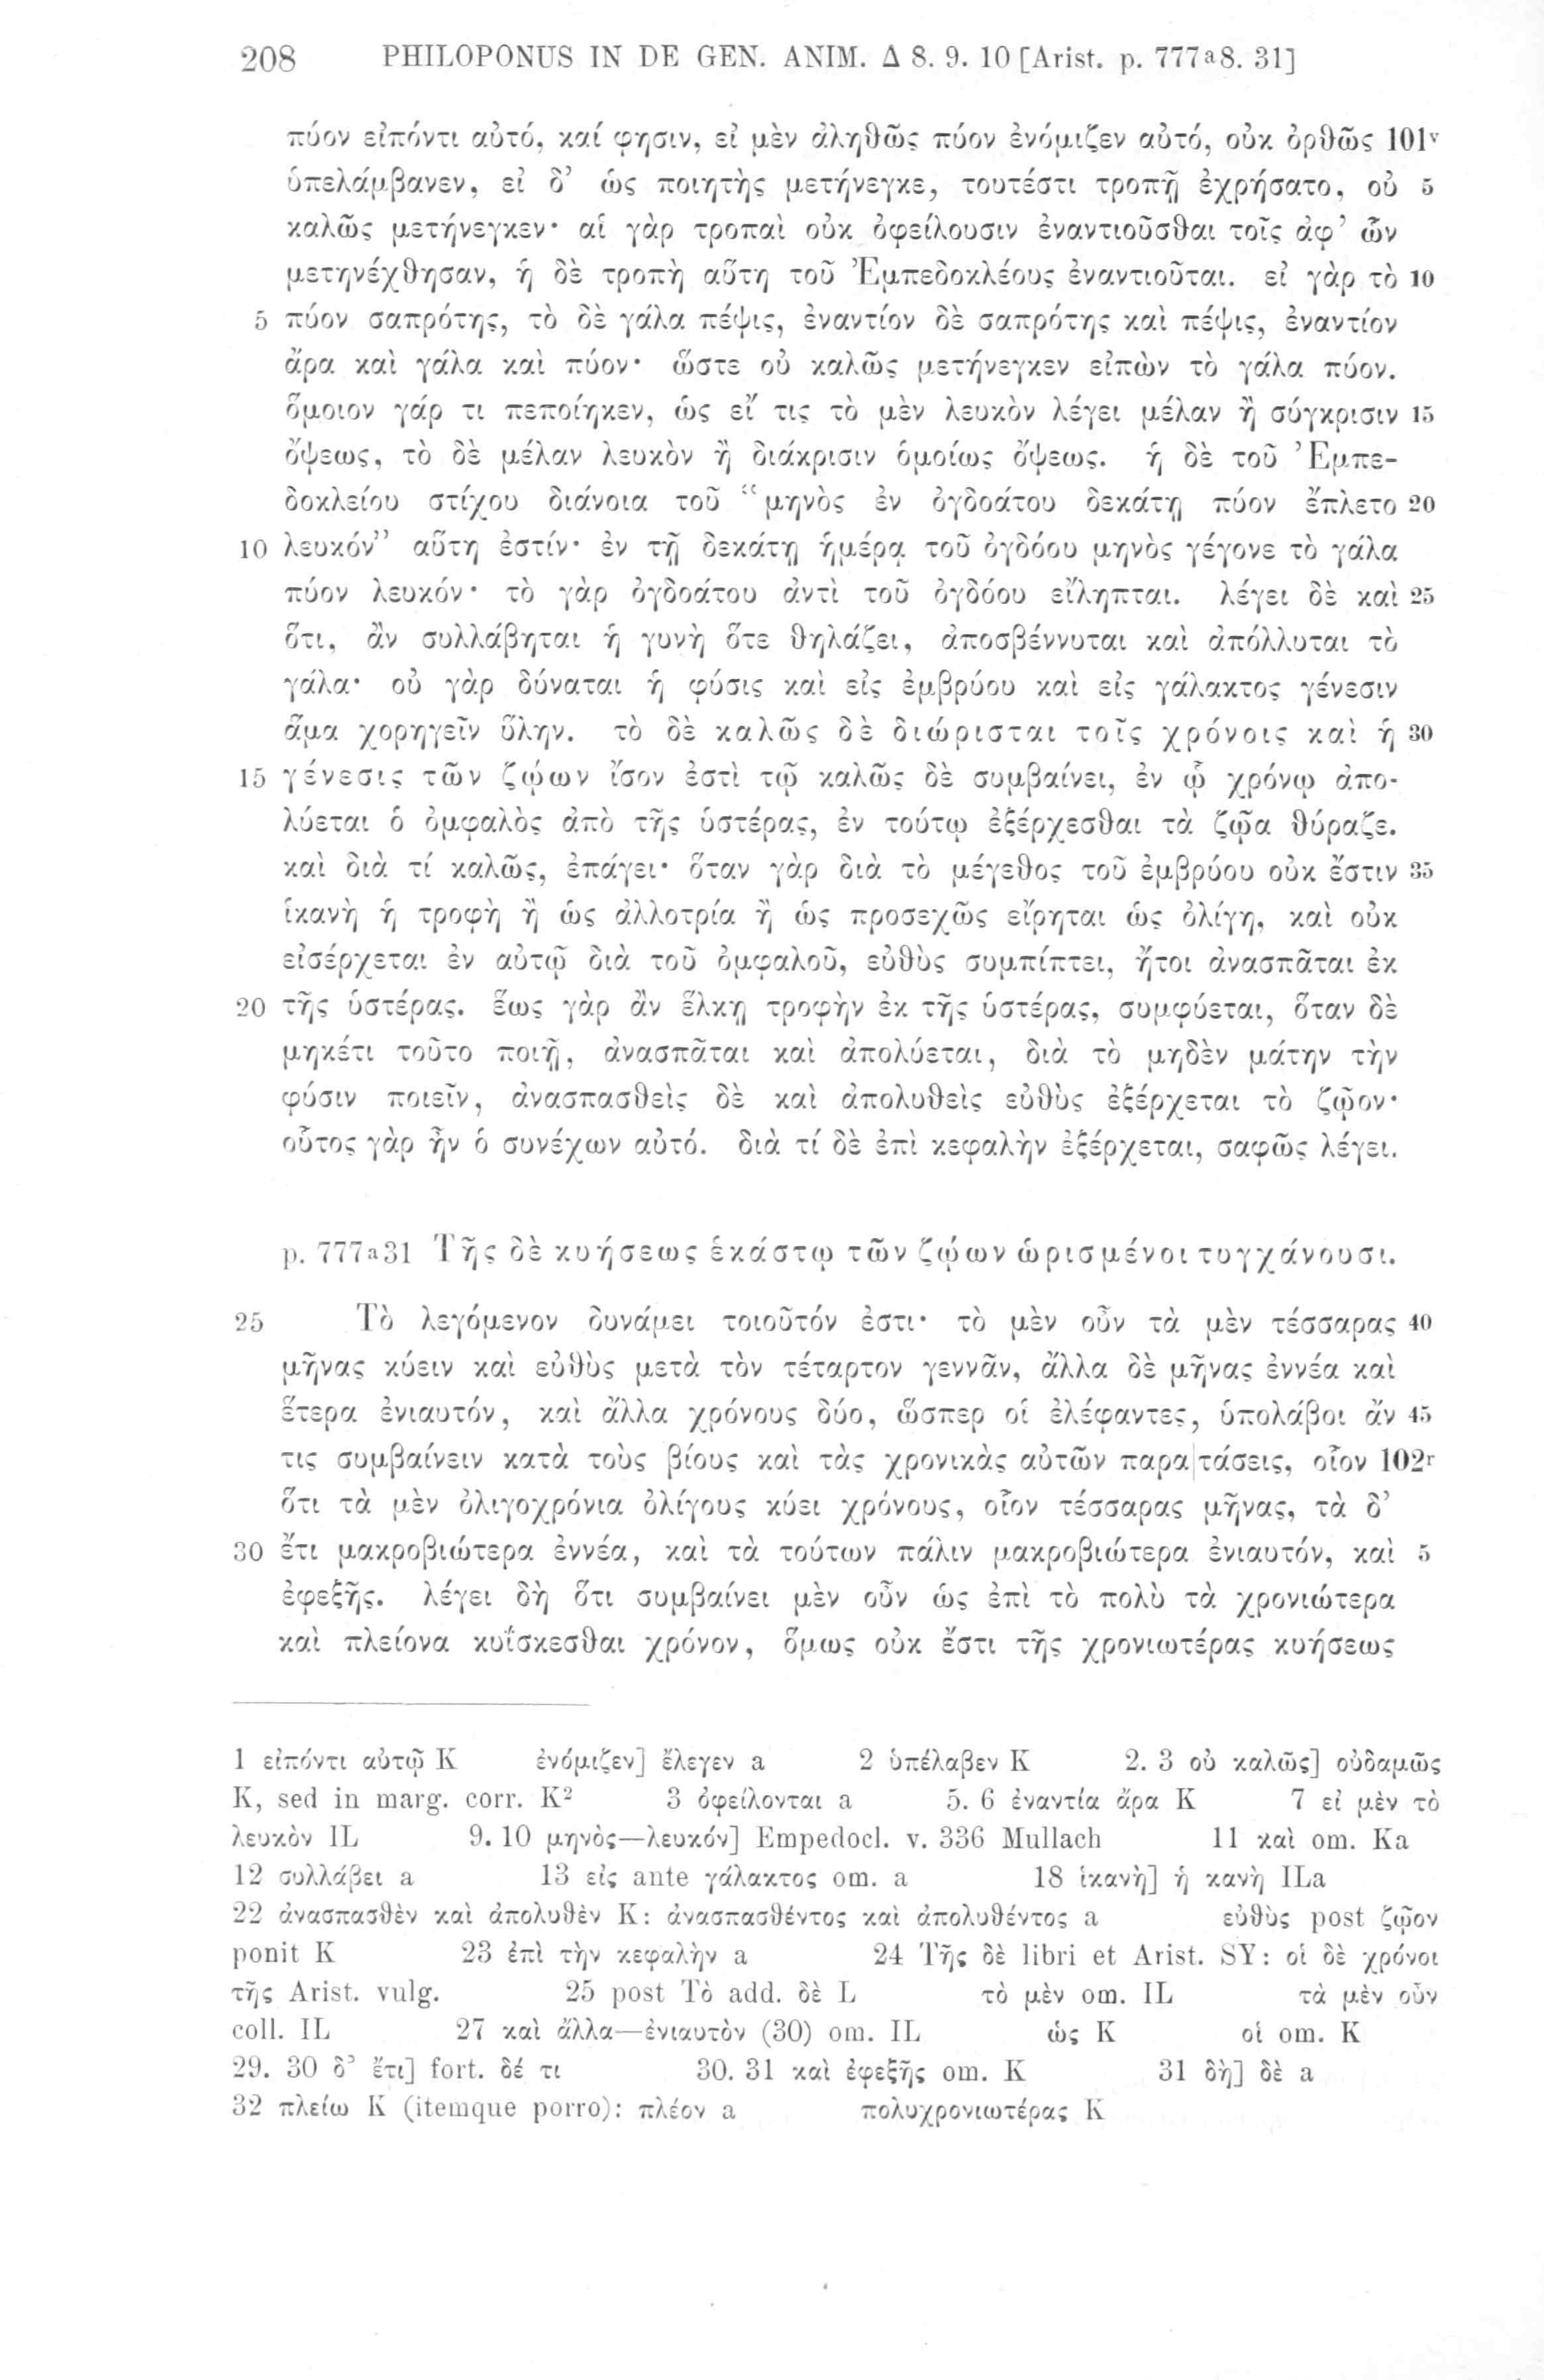 208 PHILOPONUS IN DE GEN. ANIM. Δ 8. 9. 10 [Arist. p. 777a8. 31]
πύον εἰπόντι αὐτό, καί φησιν, εἰ μὲν ἀληθῶς πύον ἐνόμιζεν αὐτό, οὐκ ὀρθῶς 101v
ὑπελάμβανεν, εἰ δ’ ὡς ποιητὴς μετήνεγκε, τουτέστι τροπῇ ἐχρήσατο, οὐ 5
καλῶς μετήνεγκεν· αἱ γὰρ τροπαὶ οὐκ ὀφείλουσιν ἐναντιοῦσθαι τοῖς ἀφ’ ὧν
μετηνέχθησαν, ἡ δὲ τροπὴ αὕτη τοῦ Ἐμπεδοκλέους ἐναντιοῦται. εἰ γὰρ τὸ 10
5 πύον σαπρότης, τὸ δὲ γάλα πέψις, ἐναντίον δὲ σαπρότης καὶ πέψις, ἐναντίον
ἄρα καὶ γάλα καὶ πύον· ὥστε οὐ καλῶς μετήνεγκεν εἰπὼν τὸ γάλα πύον.
ὅμοιον γάρ τι πεποίηκεν, ὡς εἴ τις τὸ μὲν λευκὸν λέγει μέλαν ἢ σύγκρισιν 15
ὄψεως, τὸ δὲ μέλαν λευκὸν ἢ διάκρισιν ὁμοίως ὄψεως. ἡ δὲ τοῦ Ἐμπε-
δοκλείου στίχου διάνοια τοῦ “μηνὸς ἐν ὀγδοάτου δεκάτῃ πύον ἔπλετο 20
10 λευκόν” αὕτη ἐστίν· ἐν τῇ δεκάτῃ ἡμέρᾳ τοῦ ὀγδόου μηνὸς γέγονε τὸ γάλα
πύον λευκόν· τὸ γὰρ ὀγδοάτου ἀντὶ τοῦ ὀγδόου εἴληπται. λέγει δὲ καὶ 25
ὅτι, ἂν συλλάβηται ἡ γυνὴ ὅτε θηλάζει, ἀποσβέννυται καὶ ἀπόλλυται τὸ
γάλα· οὐ γὰρ δύναται ἡ φύσις καὶ εἰς ἐμβρύου καὶ εἰς γάλακτος γένεσιν
ἅμα χορηγεῖν ὕλην. τὸ δὲ καλῶς δὲ διώρισται τοῖς χρόνοις καὶ ἡ 30
15 γένεσις τῶν ζῴων ἴσον ἐστὶ τῷ καλῶς δὲ συμβαίνει, ἐν ᾧ χρόνῳ ἀπο-
λύεται ὁ ὀμφαλὸς ἀπὸ τῆς ὑστέρας, ἐν τούτῳ ἐξέρχεσθαι τὰ ζῷα θύραζε.
καὶ διὰ τί καλῶς, ἐπάγει· ὅταν γὰρ διὰ τὸ μέγεθος τοῦ ἐμβρύου οὐκ ἔστιν 35
ἱκανὴ ἡ τροφὴ ἢ ὡς ἀλλοτρία ἢ ὡς προσεχῶς εἴρηται ὡς ὀλίγη, καὶ οὐκ
εἰσέρχεται ἐν αὐτῷ διὰ τοῦ ὀμφαλοῦ, εὐθὺς συμπίπτει, ἤτοι ἀνασπᾶται ἐκ
20 τῆς ὑστέρας. ἕως γὰρ ἂν ἕλκῃ τροφὴν ἐκ τῆς ὑστέρας, συμφύεται, ὅταν δὲ
μηκέτι τοῦτο ποιῇ, ἀνασπᾶται καὶ ἀπολύεται, διὰ τὸ μηδὲν μάτην τὴν
φύσιν ποιεῖν, ἀνασπασθεὶς δὲ καὶ ἀπολυθεὶς εὐθὺς ἐξέρχεται τὸ ζῷον·
οὗτος γὰρ ἦν ὁ συνέχων αὐτό. διὰ τί δὲ ἐπὶ κεφαλὴν ἐξέρχεται, σαφῶς λέγει.
p. 777a31 Τῆς δὲ κυήσεως ἑκάστῳ τῶν ζῴων ὡρισμένοι τυγχάνουσι.
25 Τὸ λεγόμενον δυνάμει τοιοῦτόν ἐστι· τὸ μὲν οὖν τὰ μὲν τέσσαρας 40
μῆνας κύειν καὶ εὐθὺς μετὰ τὸν τέταρτον γεννᾶν, ἄλλα δὲ μῆνας ἐννέα καὶ
ἕτερα ἐνιαυτόν, καὶ ἄλλα χρόνους δύο, ὥσπερ οἱ ἐλέφαντες, ὑπολάβοι ἄν 45
τις συμβαίνειν κατὰ τοὺς βίους καὶ τὰς χρονικὰς αὐτῶν παρα|τάσεις, οἷον 102r
ὅτι τὰ μὲν ὀλιγοχρόνια ὀλίγους κύει χρόνους, οἷον τέσσαρας μῆνας, τὰ δ’
30 ἔτι μακροβιώτερα ἐννέα, καὶ τὰ τούτων πάλιν μακροβιώτερα ἐνιαυτόν, καὶ 5
ἐφεξῆς. λέγει δὴ ὅτι συμβαίνει μὲν οὖν ὡς ἐπὶ τὸ πολὺ τὰ χρονιώτερα
καὶ πλείονα κυΐσκεσθαι χρόνον, ὅμως οὐκ ἔστι τῆς χρονιωτέρας κυήσεως
1 εἰπόντι αὐτῷ K ἐνόμιζεν] ἔλεγεν a 2 ὑπέλαβεν K 2. 3 οὐ καλῶς] οὐδαμῶς
K, sed in marg. corr. K2 3 ὀφείλονται a 5. 6 ἐναντία ἄρα K 7 εἰ μὲν τὸ
λευκὸν IL 9. 10 μηνὸς—λευκόν] Empedocl. v. 336 Mullach 11 καὶ om. Ka
12 συλλάβει a 13 εἰς ante γάλακτος om. a 18 ἱκανὴ] ἡ κανὴ ILa
22 ἀνασπασθὲν καὶ ἀπολυθὲν K: ἀνασπασθέντος καὶ ἀπολυθέντος a εὐθὺς post ζῷον
ponit K 23 ἐπὶ τὴν κεφαλὴν a 24 Τῆς δὲ libri et Arist. SY: οἱ δὲ χρόνοι
τῆς Arist. vulg. 25 post Τὸ add. δὲ L τὸ μὲν om. IL τὰ μὲν οὖν
coll. IL 27 καὶ ἄλλα—ἐνιαυτὸν (30) om. IL ὡς K οἱ om. K
29. 30 δ’ ἔτι] fort. δέ τι 30. 31 καὶ ἐφεξῆς om. K 31 δὴ] δὲ a
32 πλείω K (itemque porro): πλέον a πολυχρονιωτέρας K